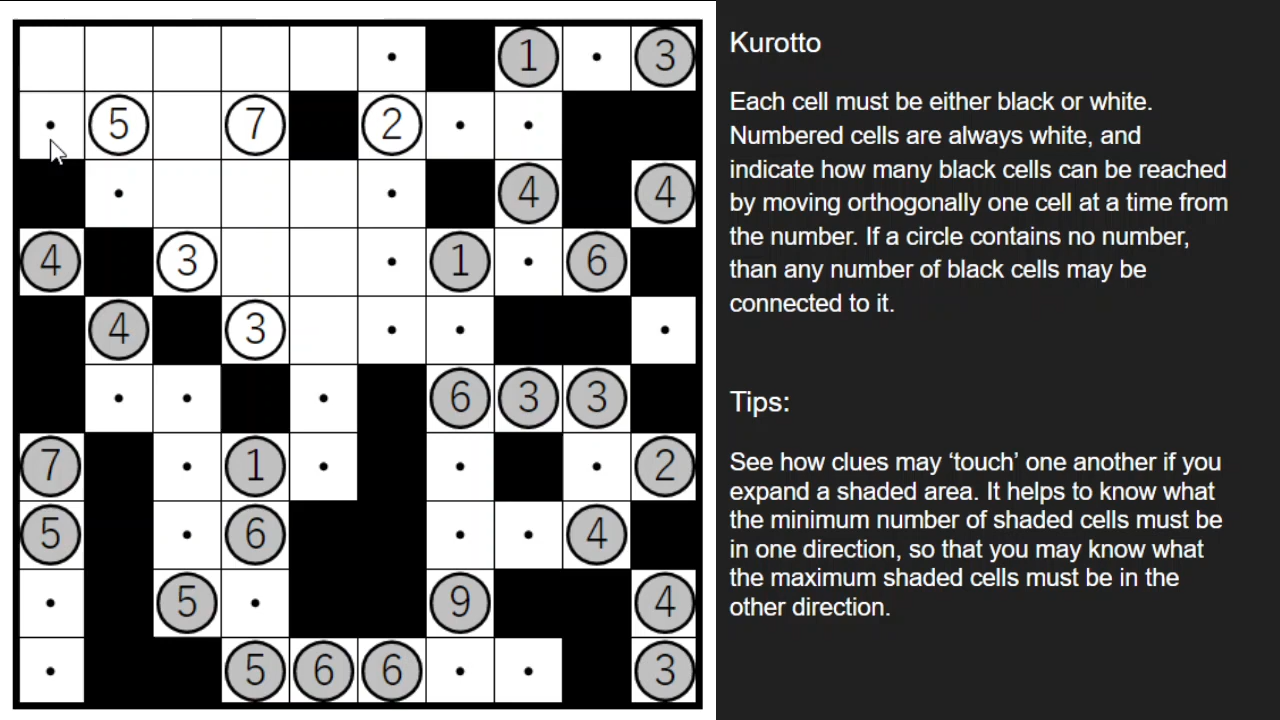 1 3
5 7 2
4 4
4 3 1 6
4 3
6 3 3
7 1 2
5 6 4
5 9 4
5 6 6 3
Kurotto
Each cell must be either black or white.
Numbered cells are always white, and
indicate how many black cells can be reached
by moving orthogonally one cell at a time from
the number. If a circle contains no number,
than any number of black cells may be
connected to it.
Tips:
See how clues may ‘touch’ one another if you
expand a shaded area. It helps to know what
the minimum number of shaded cells must be
in one direction, so that you may know what
the maximum shaded cells must be in the
other direction.